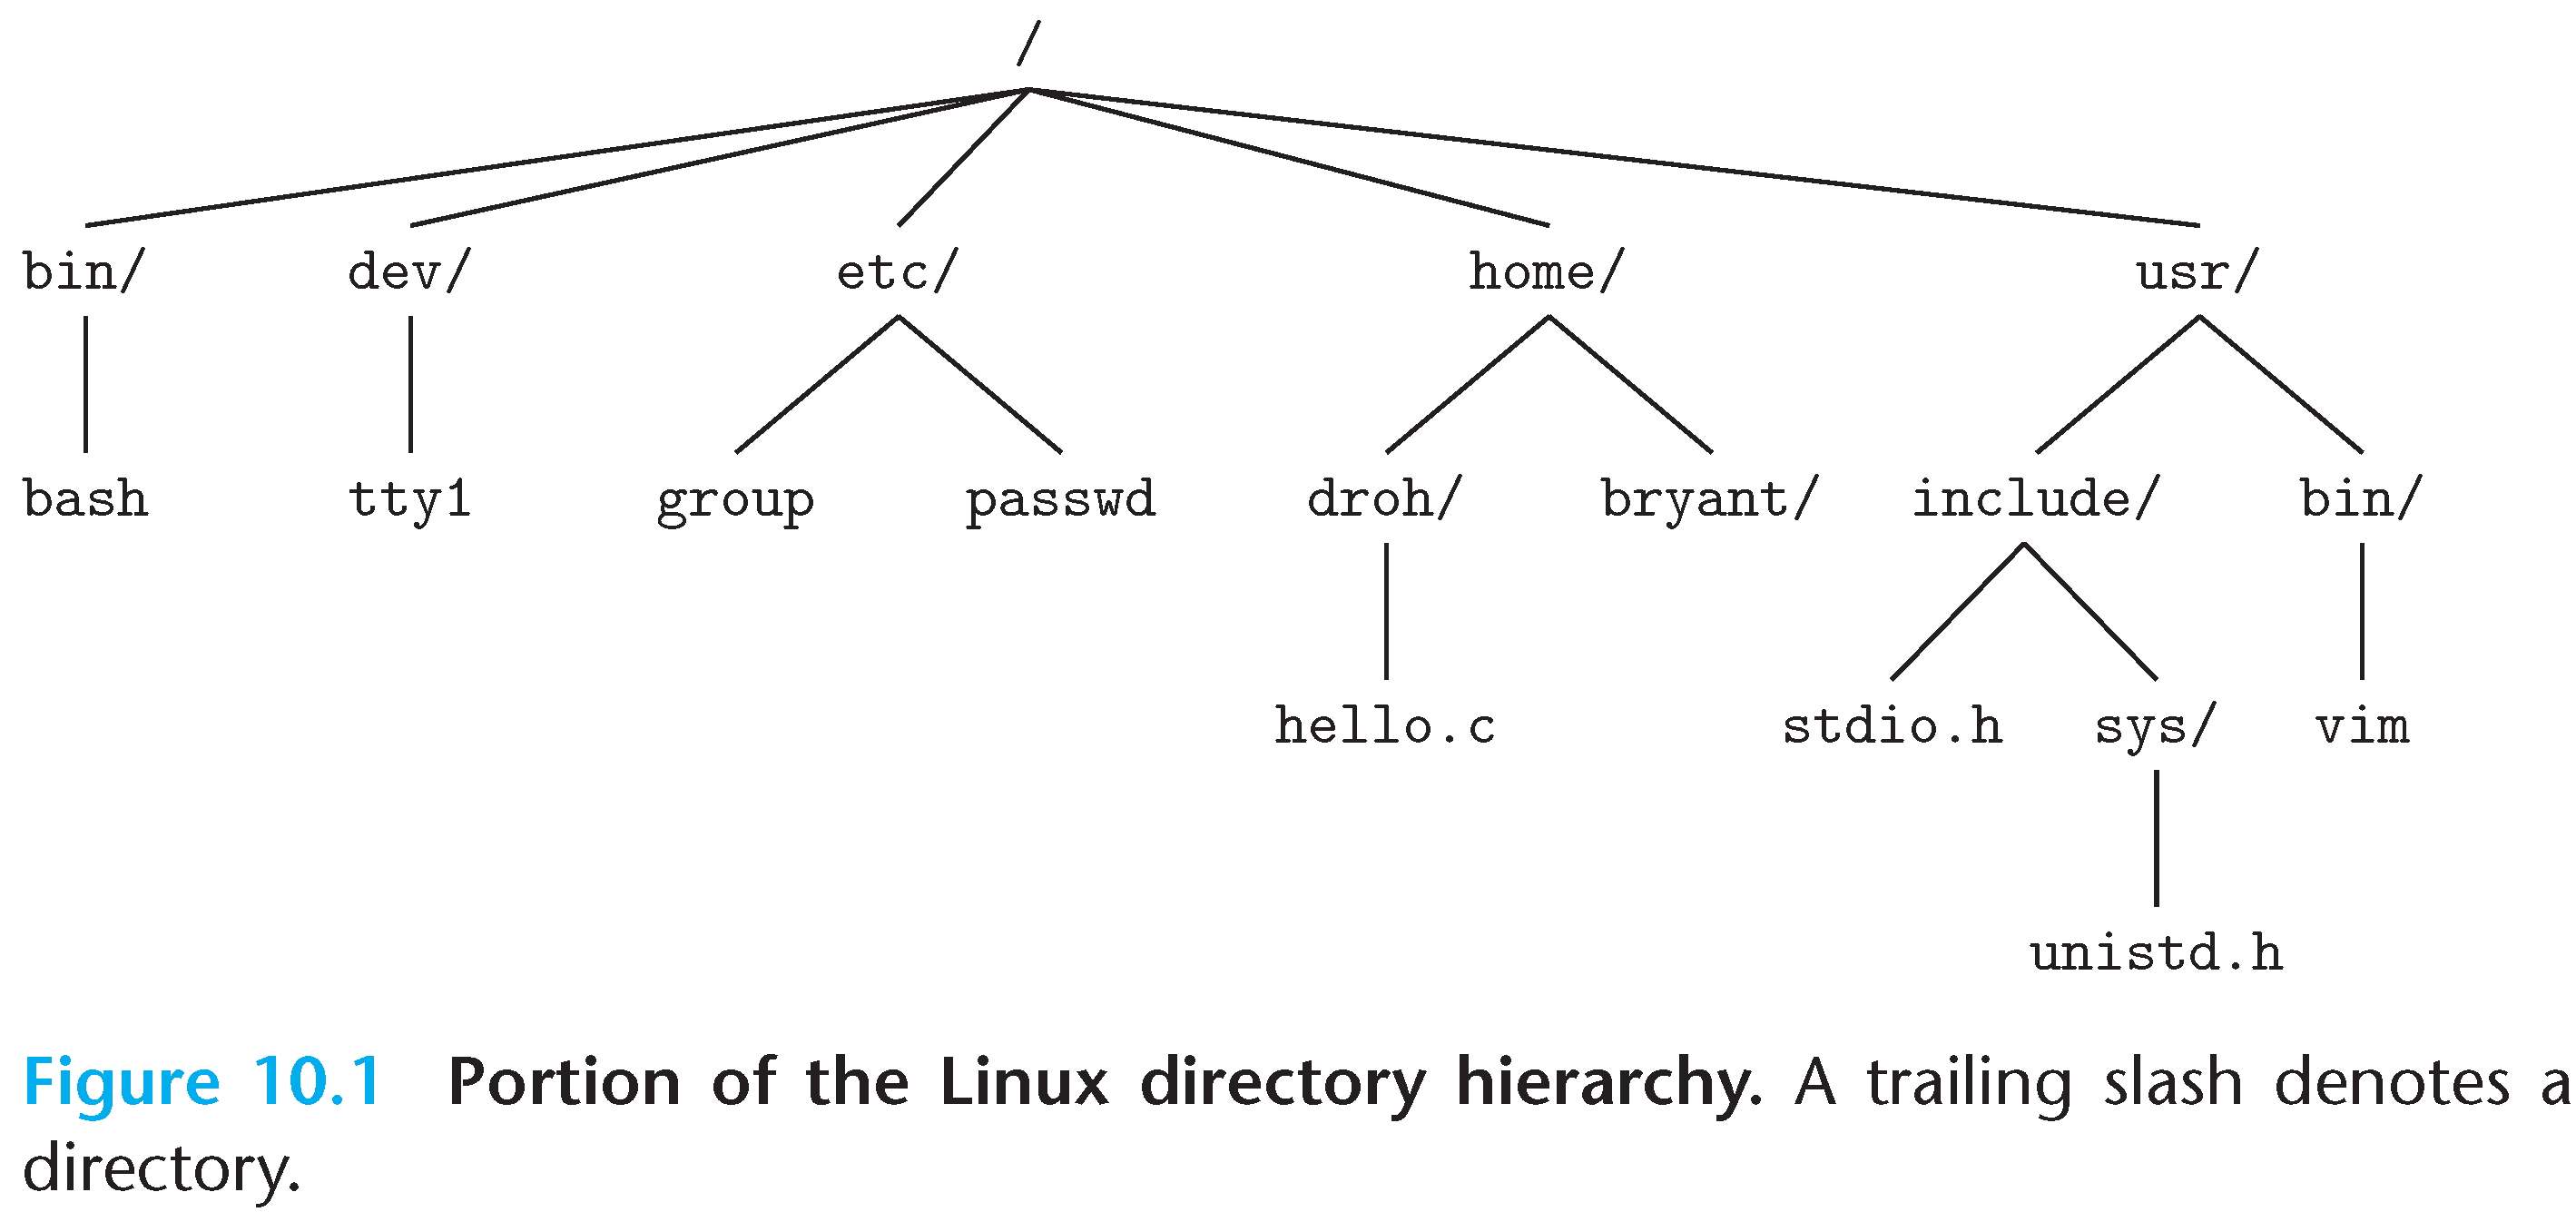 /
bin/ dev/ etc/ home/ usr/
bash tty1 group passwd droh/ bryant/ include/ bin/
hello.c stdio.h sys/ vim
unistd.h
Figure 10.1 Portion of the Linux directory hierarchy. A trailing slash denotes a
directory.